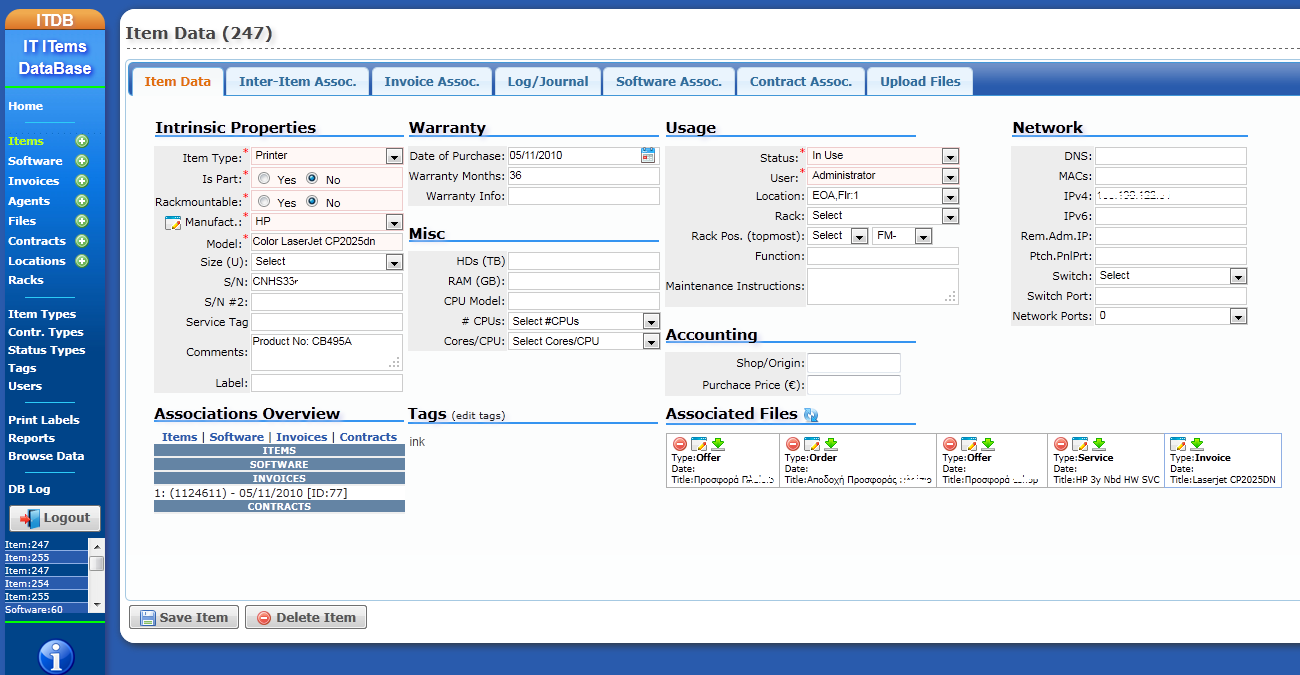 ITDB
IT ITems
DataBase
Home
Items
Software
Invoices
Agents
Files
Contracts
Locations
Racks
Item Types
Contr. Types
Status Types
Tags
Users
Print Labels
Reports
Browse Data
DB Log
Logout
Item:247
Item:255
Item:247
Item:254
Item:255
Software:60
Item Data (247)
Item Data Inter-Item Assoc. Invoice Assoc. Log/Journal Software Assoc. Contract Assoc. Upload Files
Intrinsic Properties
Item Type:* Printer
Is Part:* Yes No
Rackmountable:* Yes No
Manufact.:* HP
Model:* Color LaserJet CP2025dn
Size (U): Select
S/N: CNHS33
S/N #2:
Service Tag
Comments: Product No: CB495A
Label:
Warranty
Date of Purchase: 05/11/2010
Warranty Months: 36
Warranty Info:
Misc
HDs (TB)
RAM (GB):
CPU Model:
# CPUs: Select #CPUs
Cores/CPU: Select Cores/CPU
Usage
Status:* In Use
User:* Administrator
Location: EOA,Flr:1
Rack: Select
Rack Pos. (topmost): Select FM-
Function:
Maintenance Instructions:
Accounting
Shop/Origin:
Purchace Price (€):
Network
DNS:
MACs:
IPv4:
IPv6:
Rem.Adm.IP:
Ptch.PnlPrt:
Switch: Select
Switch Port:
Network Ports: 0
Associations Overview
Items | Software | Invoices | Contracts
ITEMS
SOFTWARE
INVOICES
1: (1124611) - 05/11/2010 [ID:77]
CONTRACTS
Tags (edit tags)
ink
Associated Files
Type:Offer
Date:
Title:Προσφορά
Type:Order
Date:
Title:Αποδοχή Προσφοράς
Type:Offer
Date:
Title:Προσφορά
Type:Service
Date:
Title:HP 3y Nbd HW SVC
Type:Invoice
Date:
Title:Laserjet CP2025DN
Save Item Delete Item